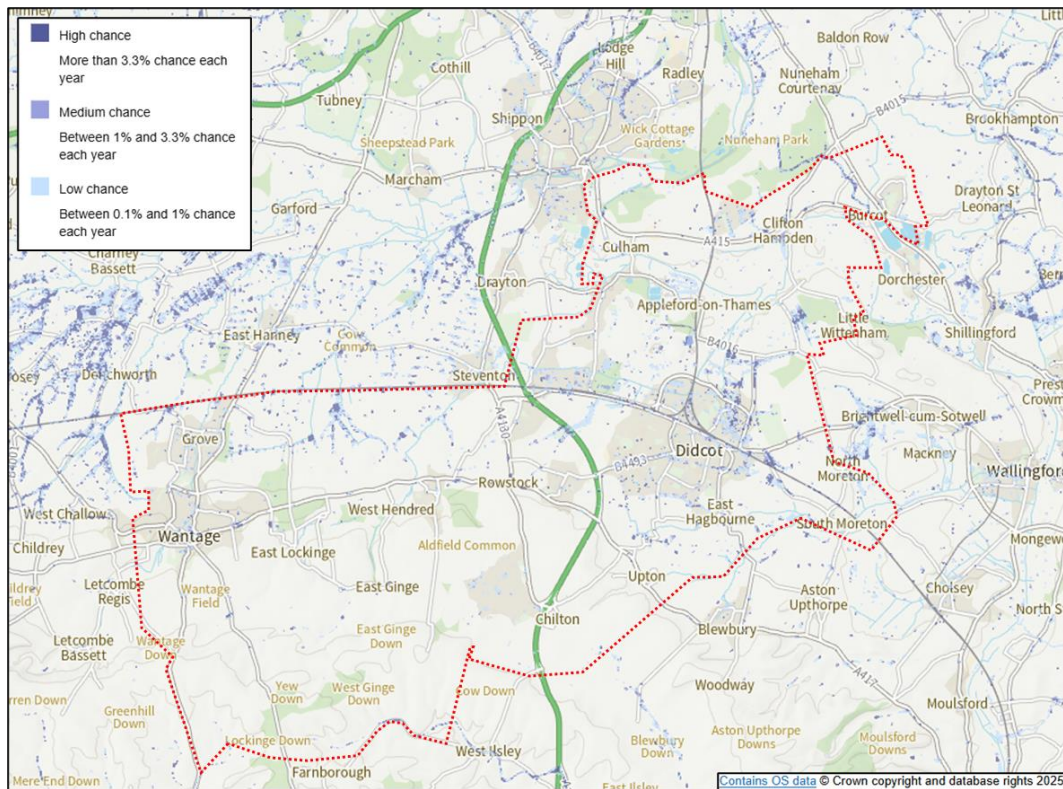 High chance
More than 3.3% chance each
year
Medium chance
Between 1% and 3.3% chance
each year
Low chance
Between 0.1% and 1% chance
each year
Cothill
Tubney
Sheepstead Park
Marcham
Garford
Shippon
Lodge
Hill
Radley
Wick Cottage
Gardens
Nuneham Park
Baldon Row
Nuneham
Courtenay
B4015
Brookhampton
Drayton St
Leonard
Burcot
Clifton
Hampden
A415
Culham
Dorchester
Drayton
Appleford-on-Thames
Little
Wittenham
Shillingford
B4016
East Hanney
Common
Steventon
Grove
A4130
B4493
Rowstock
Didcot
Brightwell-cum-Sotwell
Mackney
North
Moreton
Wallingford
South Moreton
East
Hagbourne
West Challow
Wantage
West Hendred
East Lockinge
Aldfield Common
Childrey
Letcombe
Regis
Wantage
Field
East Ginge
Upton
Aston
Upthorpe
Choisey
Chilton
Blewbury
Letcombe
Bassett
Wantage
Down
East Ginge
Down
Yew
Down
West Ginge
Down
Cow Down
Woodway
A417
Moulsford
Greenhill
Down
Lockinge Down
Farnborough
West Ilsley
Blewbury
Down
Aston Upthorpe
Downs
Moulsford
Downs
Mere End Down
East Ilsley
Contains OS data © Crown copyright and database rights 2025